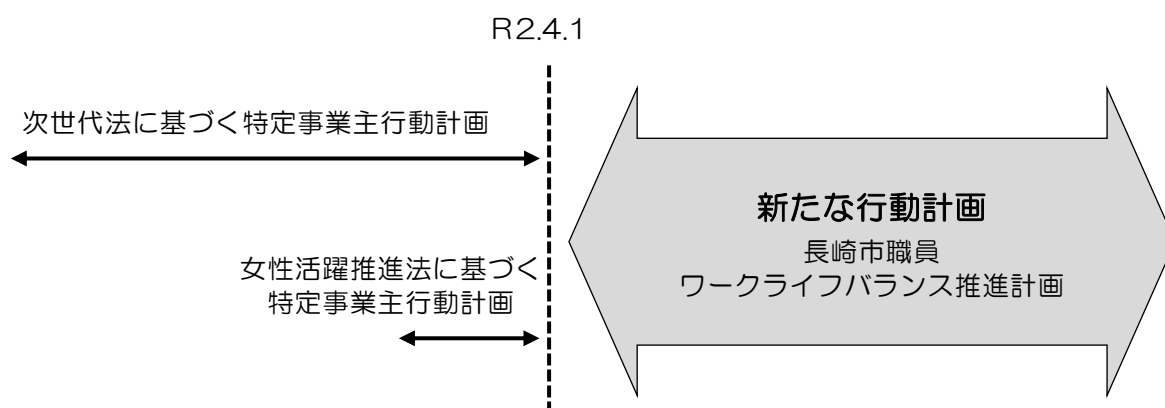 R2.4.1
次世代法に基づく特定事業主行動計画
女性活躍推進法に基づく
特定事業主行動計画
新たな行動計画
長崎市職員
ワークライフバランス推進計画